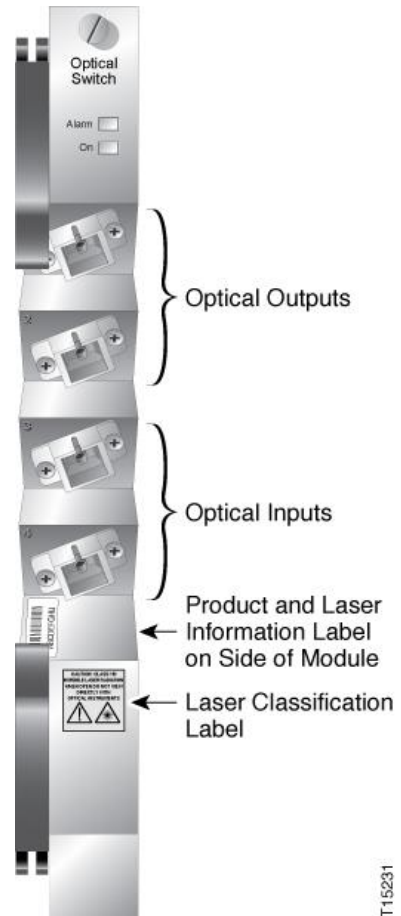 Optical
Switch
Alarm
On
Optical Outputs
Optical Inputs
Product and Laser
Information Label
on Side of Module
Laser Classification
Label
T15231